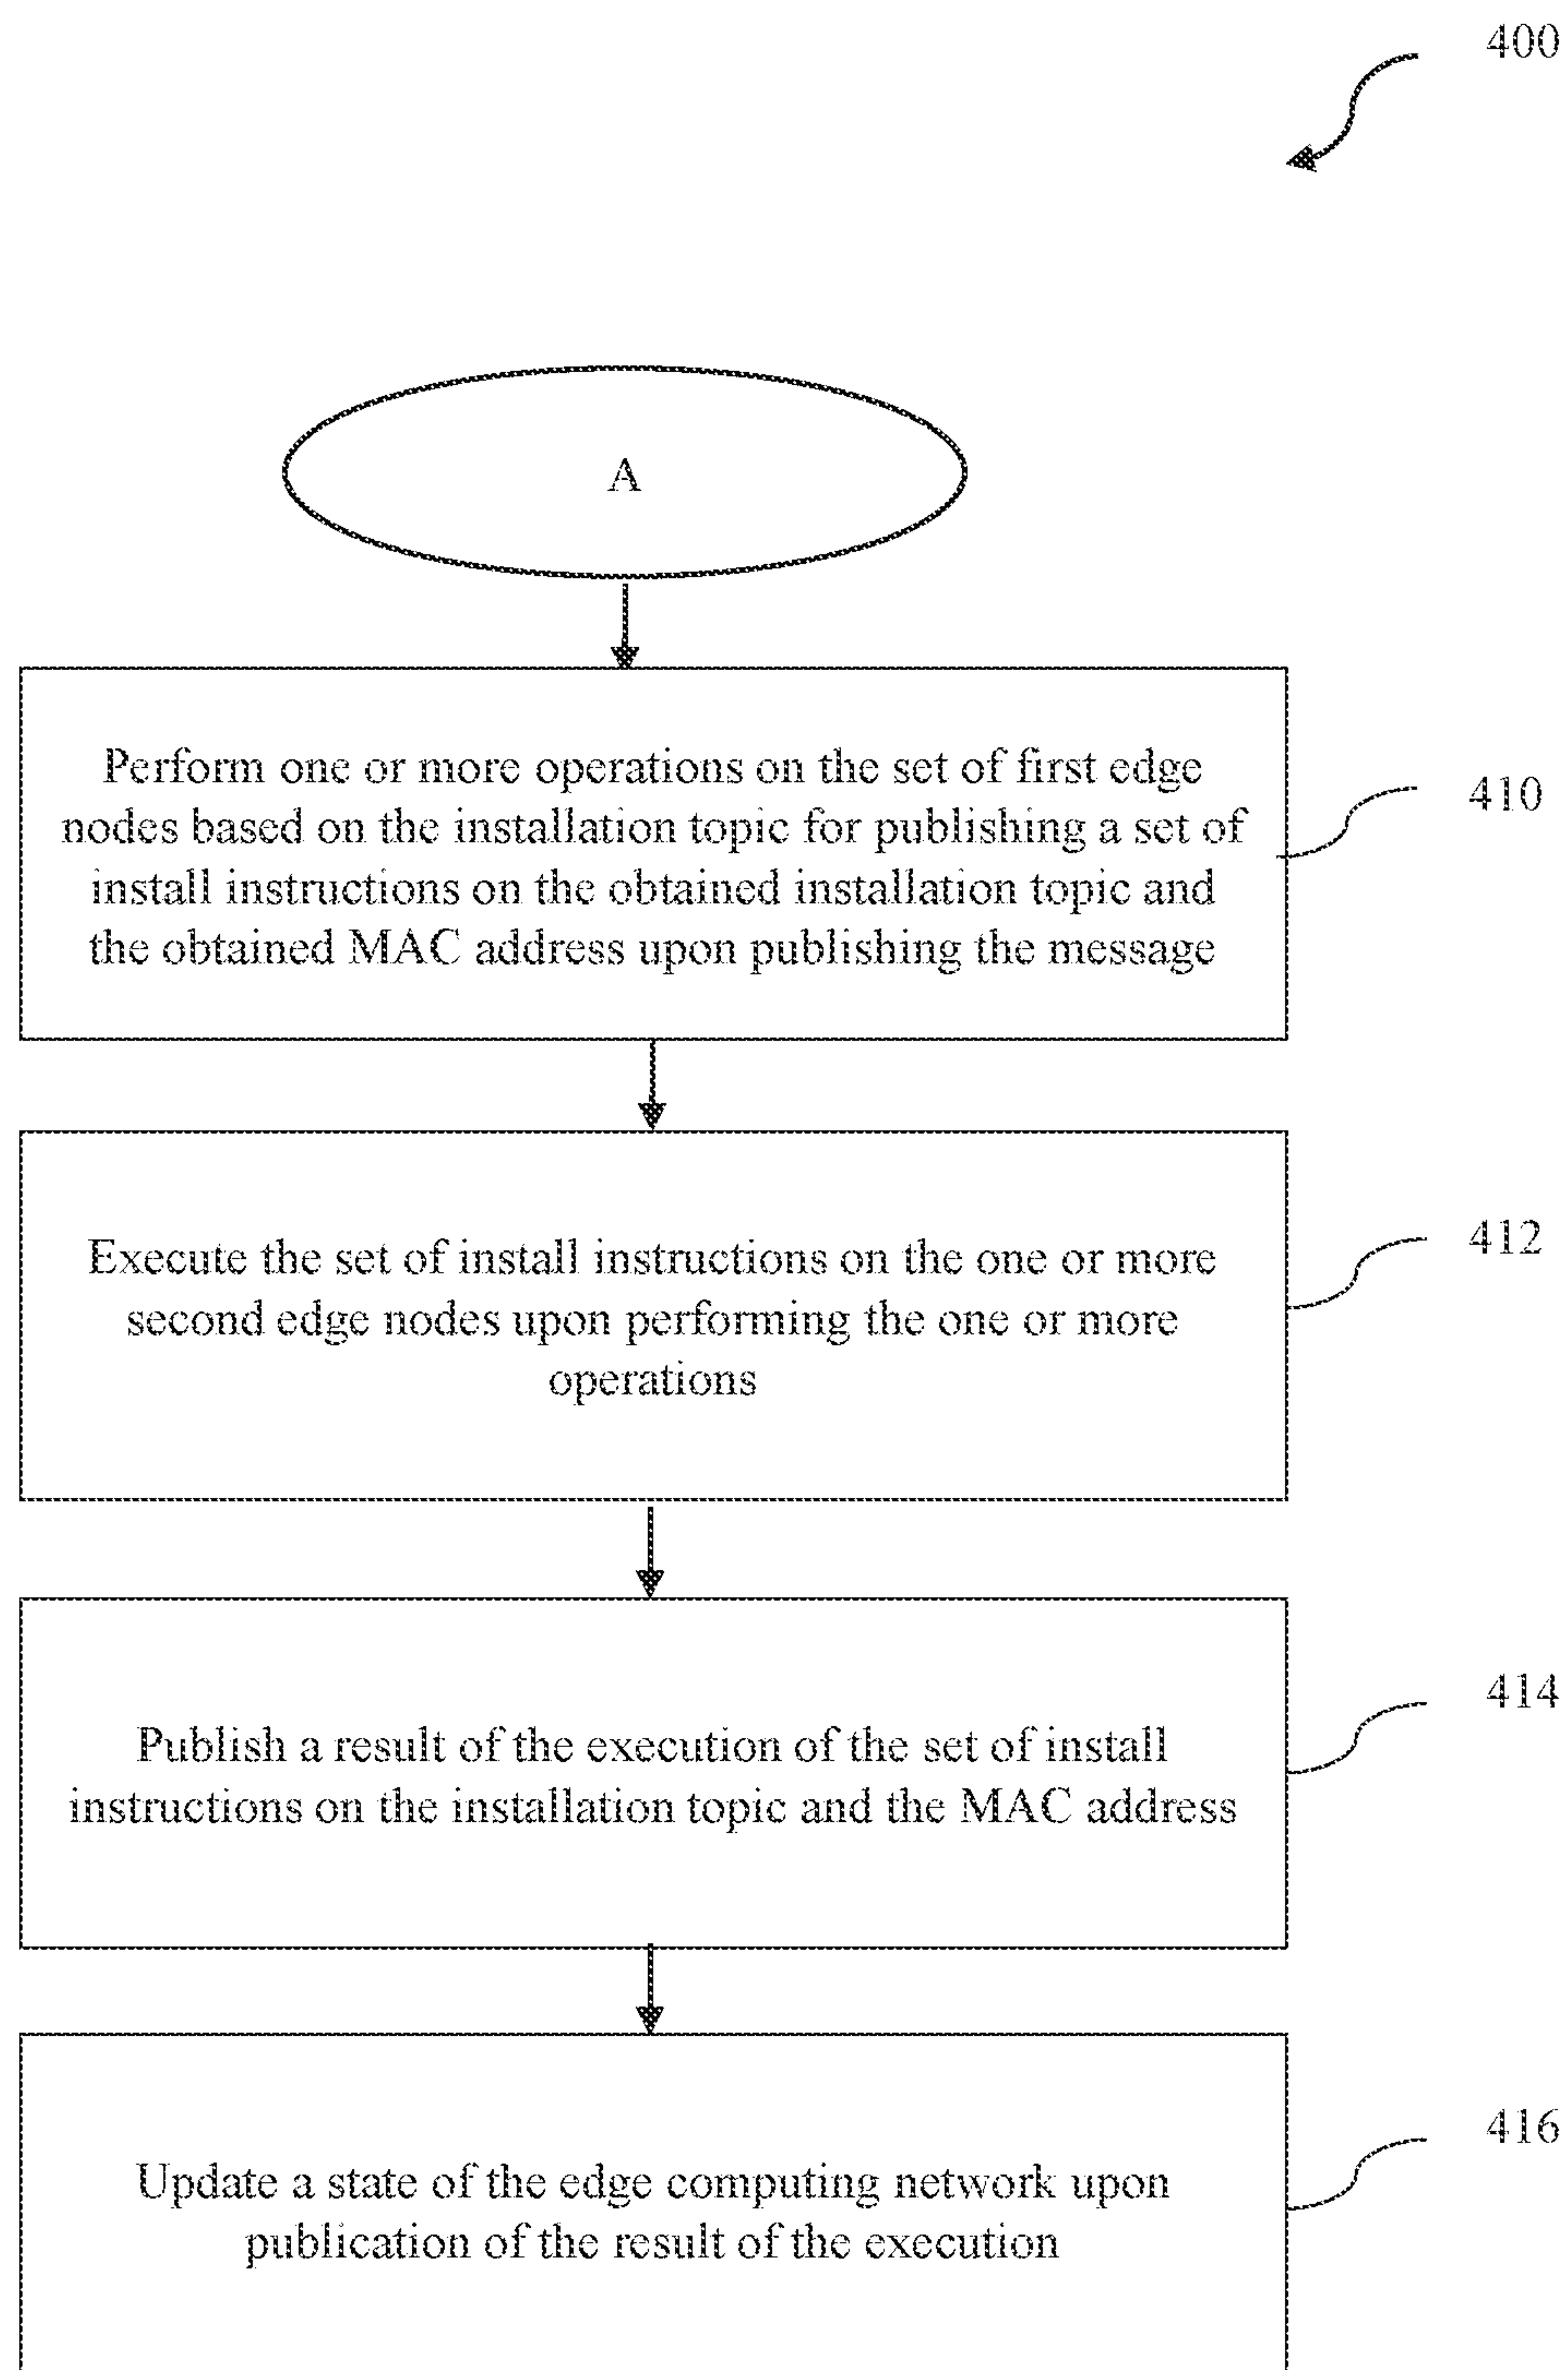 400
A
Perform one or more operations on the set of first edge
nodes based on the installation topic for publishing a set of
install instructions on the obtained installation topic and
the obtained MAC address upon publishing the message
410
Execute the set of install instructions on the one or more
second edge nodes upon performing the one or more
operations
412
Publish a result of the execution of the set of install
instructions on the installation topic and the MAC address
414
Update a state of the edge computing network upon
publication of the result of the execution
416